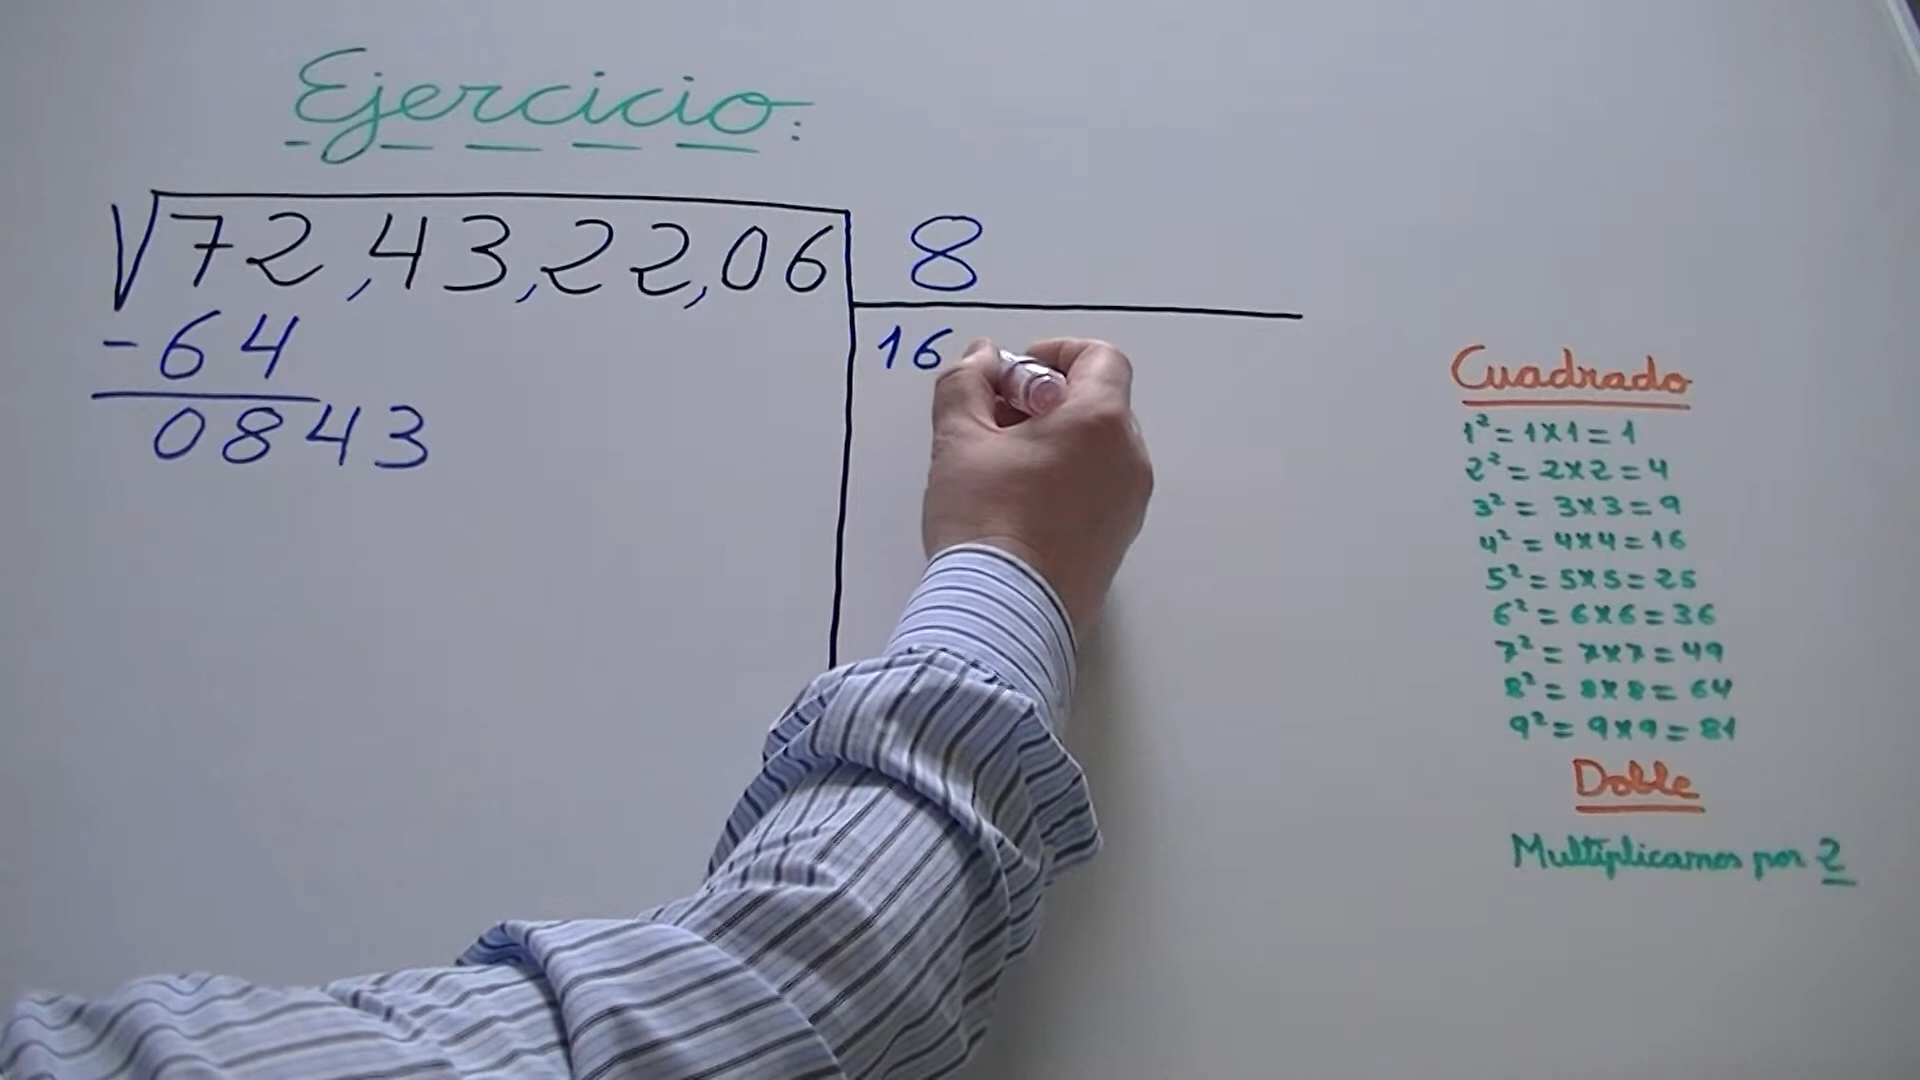 Ejercicio:
√72,43,22,06 8
-64 16
0843
Cuadrado
1²=1x1=1
2²=2x2=4
3²=3x3=9
4²=4x4=16
5²=5x5=25
6²=6x6=36
7²=7x7=49
8²=8x8=64
9²=9x9=81
Doble
Multiplicamos por 2